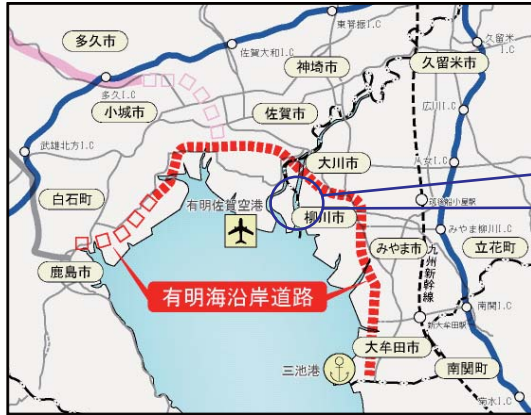 多久市
東脊振I.C
佐賀大和I.C
神埼市
久留米市
久留米I.C
多久I.C
小城市
佐賀市
広川I.C
武雄北方I.C
大川市
八女I.C
白石町
有明佐賀空港
柳川市
筑後船小屋駅
みやま柳川I.C
みやま市
立花町
鹿島市
九州新幹線
有明海沿岸道路
南関I.C
新大牟田駅
大牟田市
三池港
南関町
菊水I.C